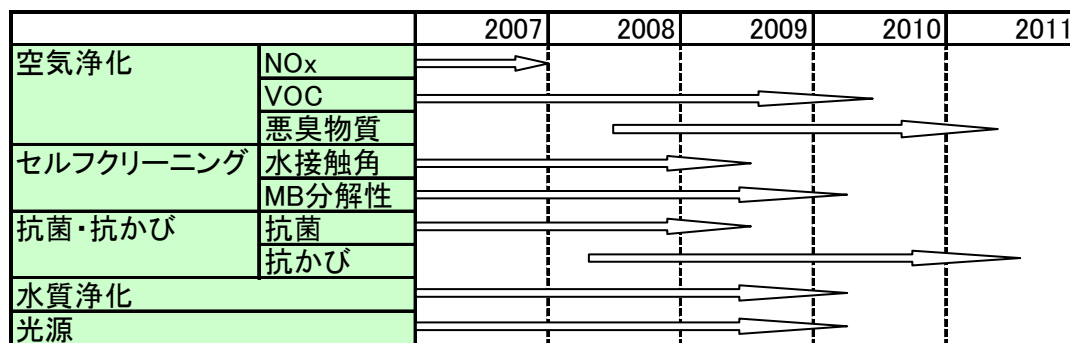 2007 2008 2009 2010 2011
空気浄化 NOx
VOC
悪臭物質
セルフクリーニング 水接触角
MB分解性
抗菌・抗かび 抗菌
抗かび
水質浄化
光源